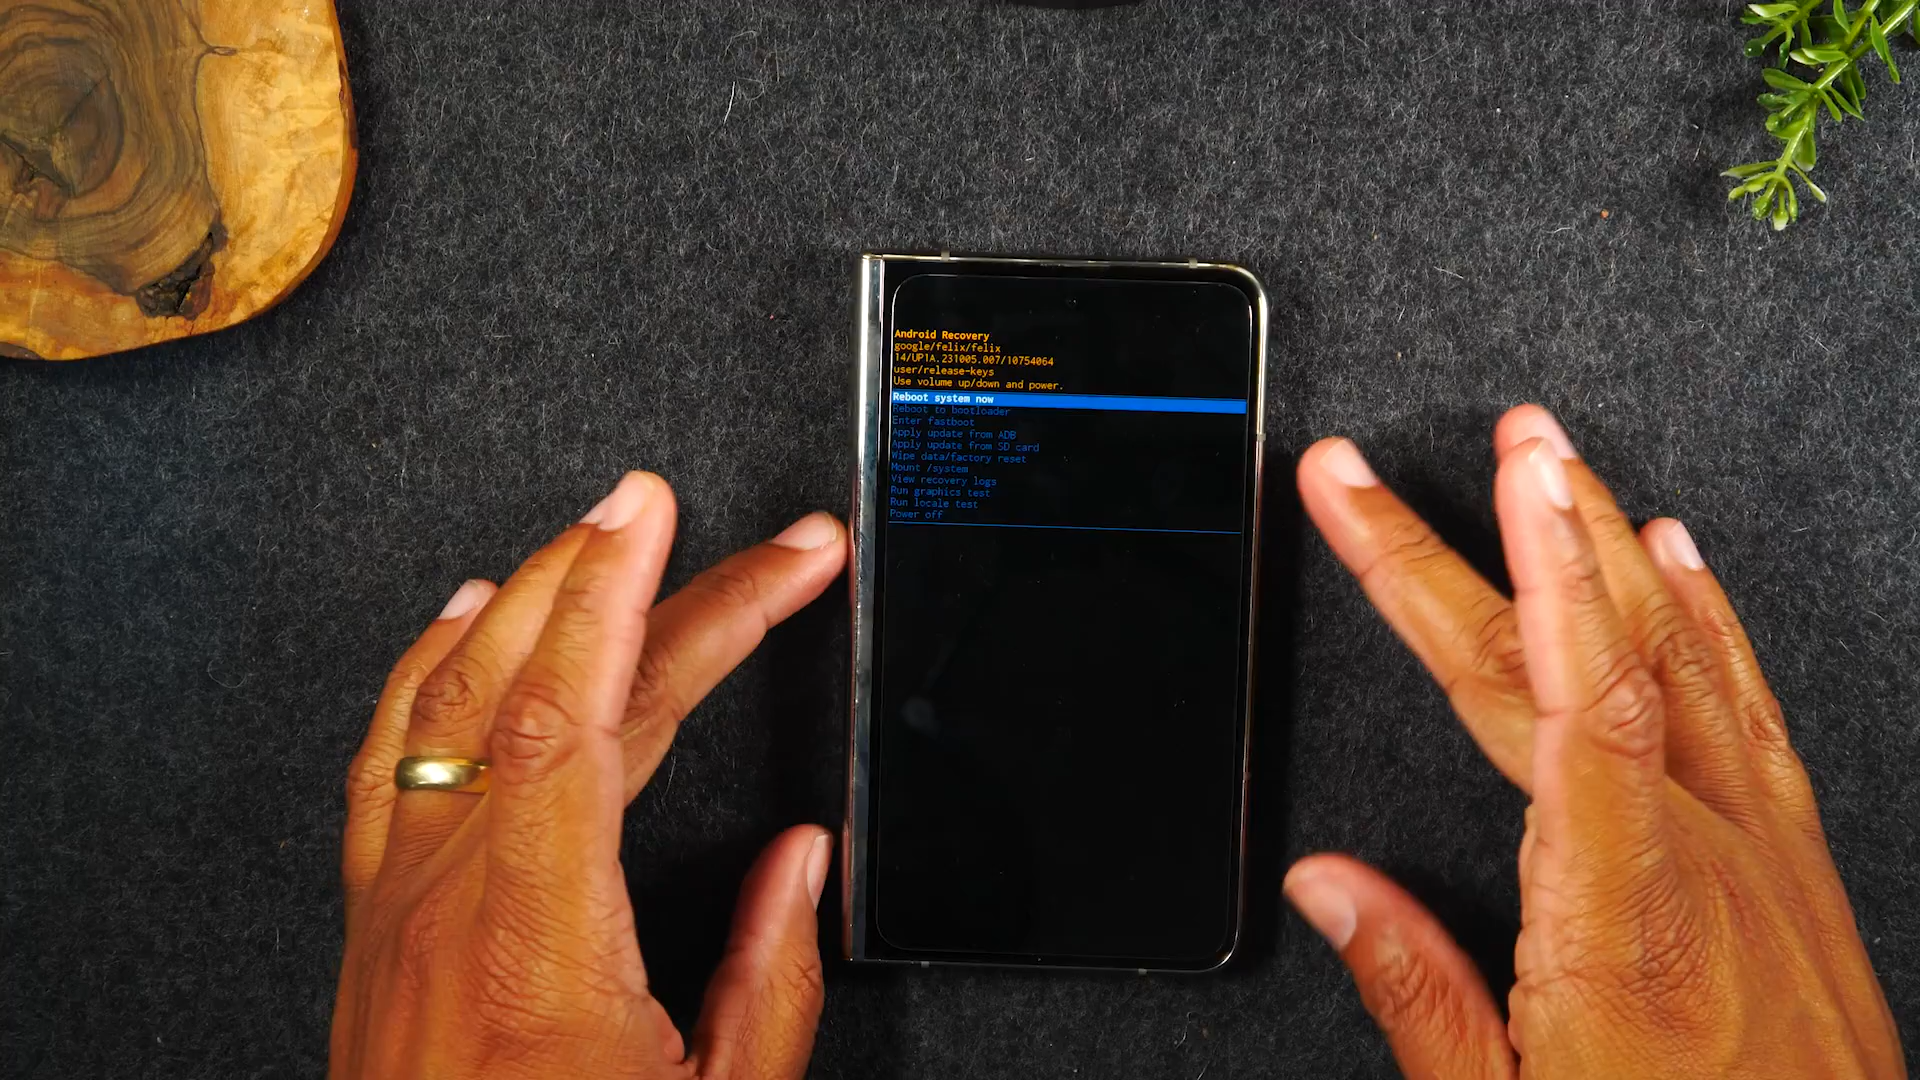 Android Recovery
google/felix/felix
14/UP1A.231005.007/10754064
user/release-keys
Use volume up/down and power.
Reboot system now
Reboot to bootloader
Enter fastboot
Apply update from ADB
Apply update from SD card
Wipe data/factory reset
Mount /system
View recovery logs
Run graphics test
Run locale test
Power off